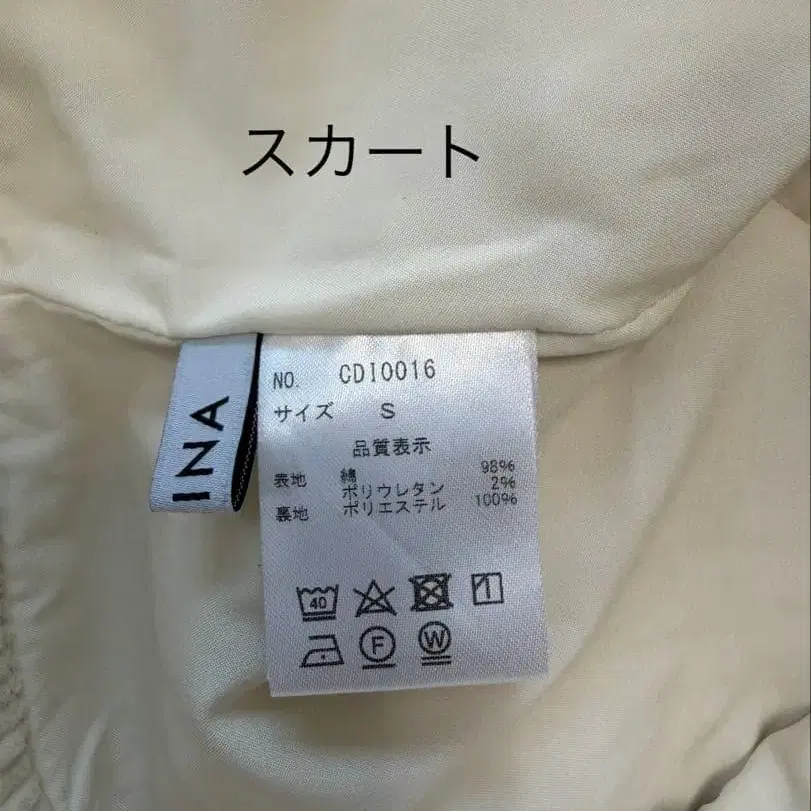 スカート
INA
NO. CDI0016
サイズ S
品質表示
表地 綿 98%
ポリウレタン 2%
裏地 ポリエステル 100%
40
F W